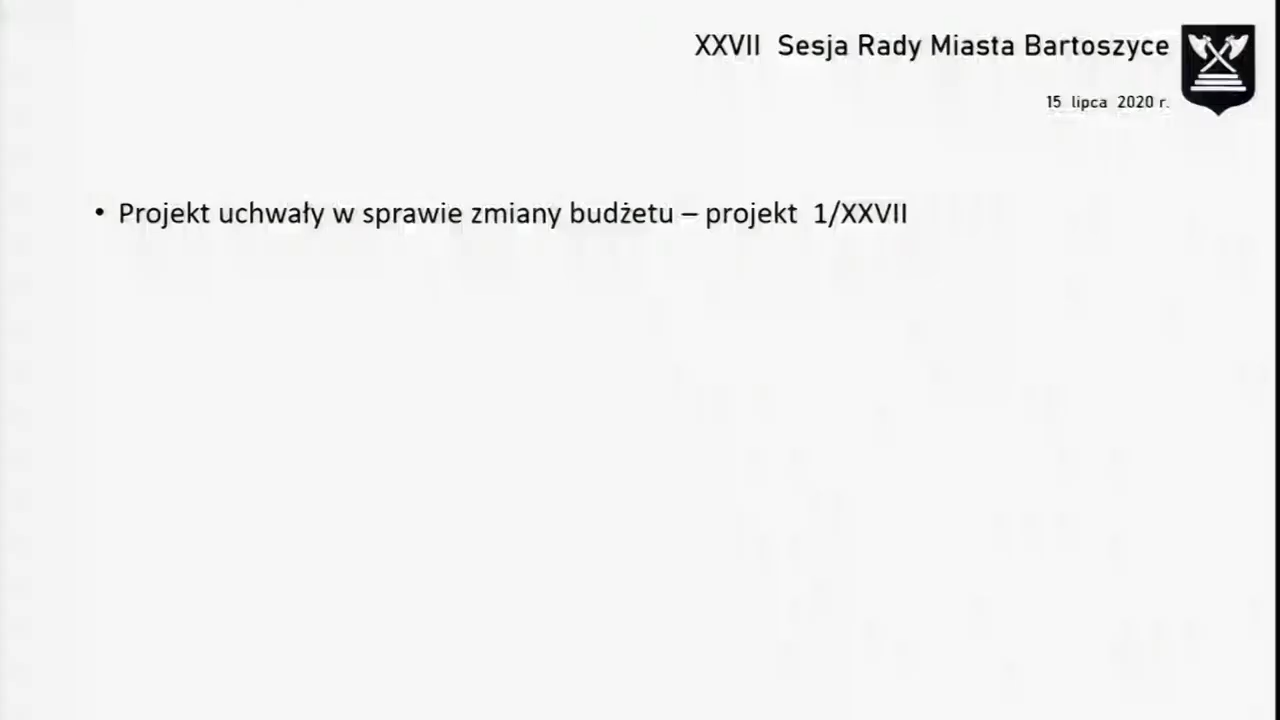 XXVII Sesja Rady Miasta Bartoszyce
15 lipca 2020 r.
• Projekt uchwały w sprawie zmiany budżetu – projekt 1/XXVII